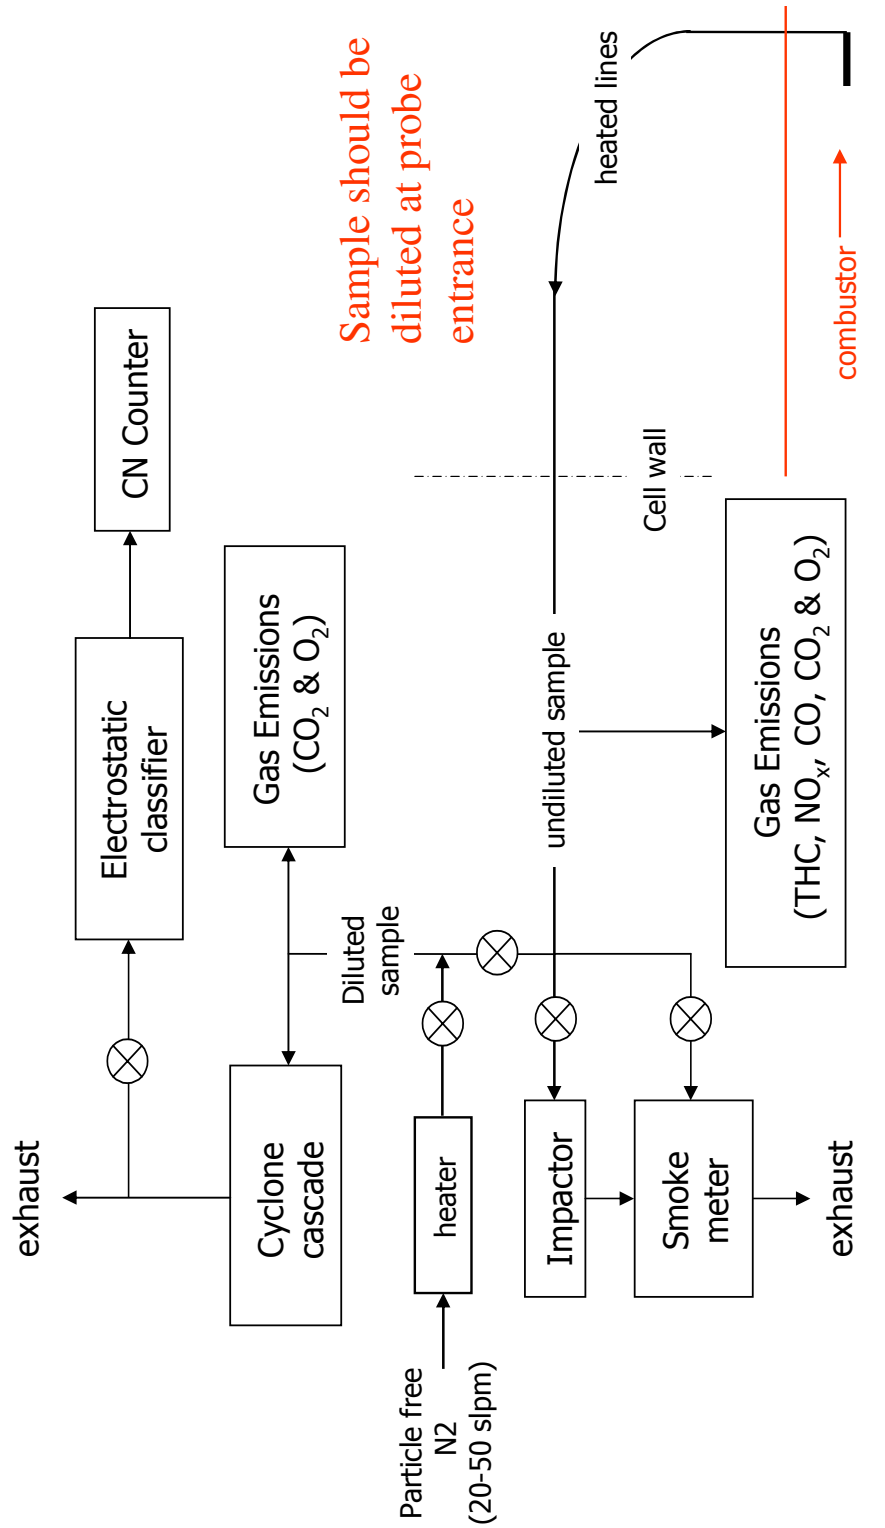 exhaust
Electrostatic
classifier
CN Counter
Cyclone
cascade
Gas Emissions
(CO₂ & O₂)
Diluted
sample
Sample should be
diluted at probe
entrance
Particle free
N2
(20-50 slpm)
heater
Impactor
undiluted sample
heated lines
Smoke
meter
Cell wall
exhaust
Gas Emissions
(THC, NOₓ, CO, CO₂ & O₂)
combustor